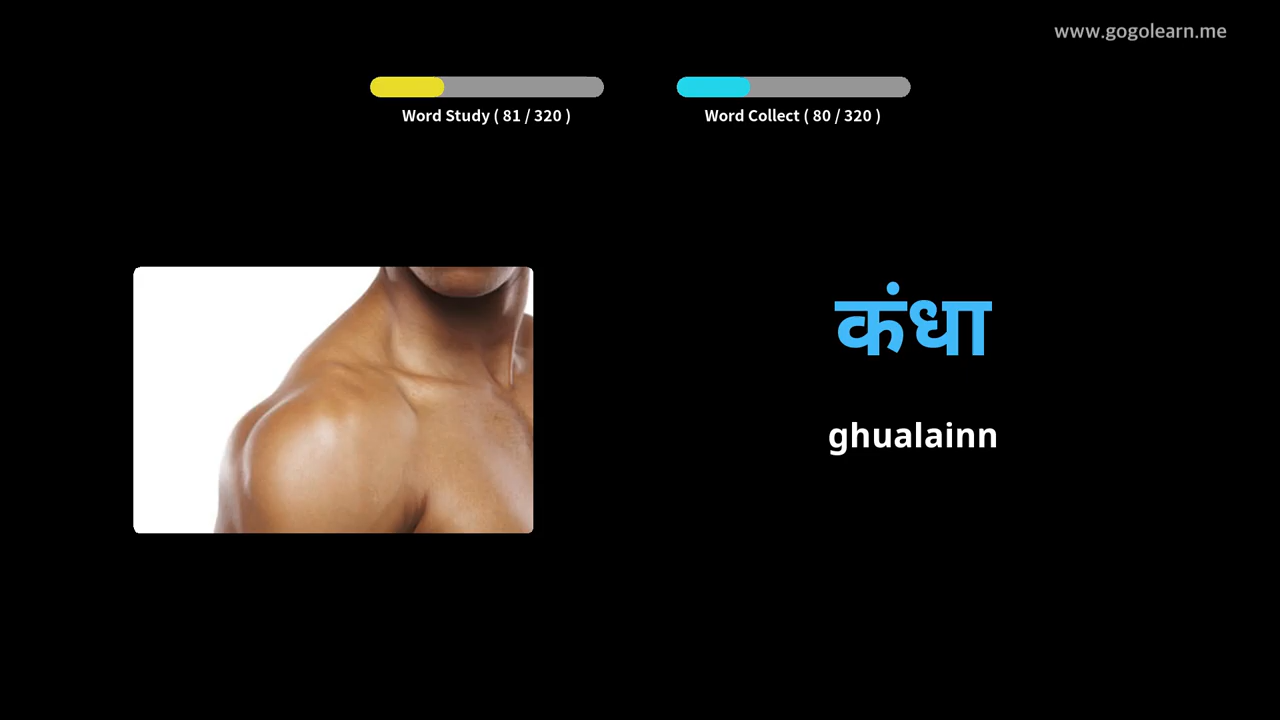 www.gogolearn.me
Word Study ( 81 / 320 )
Word Collect ( 80 / 320 )
कंधा
ghualainn